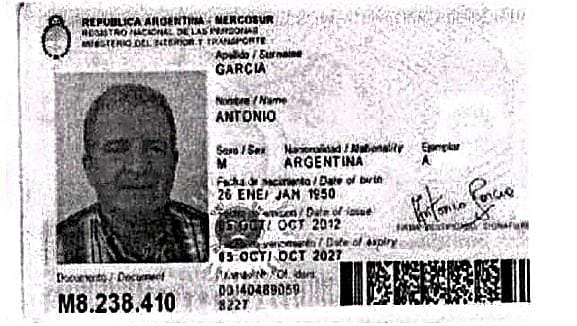 REPUBLICA ARGENTINA - MERCOSUR
REGISTRO NACIONAL DE LAS PERSONAS
MINISTERIO DEL INTERIOR Y TRANSPORTE
Apellido / Surname
GARCIA
Nombre / Name
ANTONIO
Sexo / Sex Nacionalidad / Nationality Ejemplar
M ARGENTINA A
Fecha de nacimiento / Date of birth
26 ENE/ JAN 1950
Fecha de emisión / Date of issue
05 OCT/ OCT 2012
Fecha de vencimiento / Date of expiry
05 OCT/ OCT 2027
Antonio Garcia
SIGNATURE
Documento / Document
M8.238.410
Trámite Nº / Of. ident.
00140489059
8227